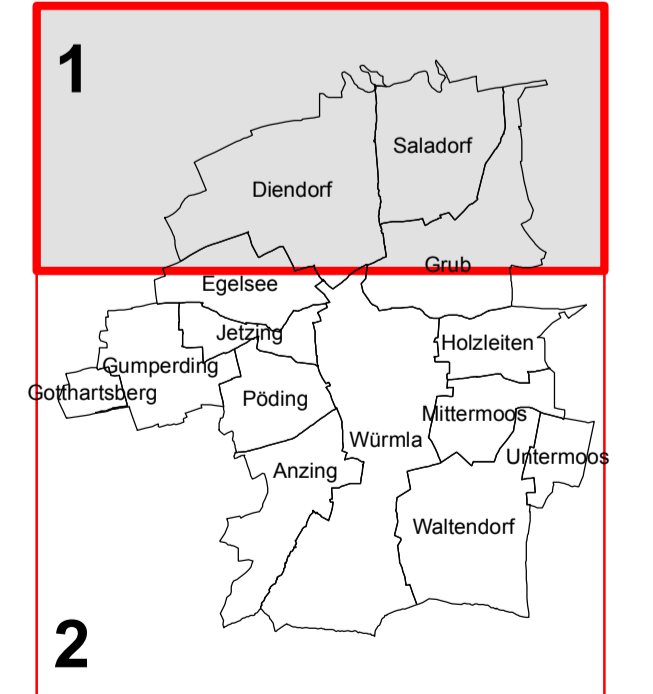 1
Saladorf
Diendorf
Grub
Egelsee
Jetzing
Holzleiten
Gumperding
Gotthartsberg
Pöding
Mittermoos
Würmla
Untermoos
Anzing
Waltendorf
2